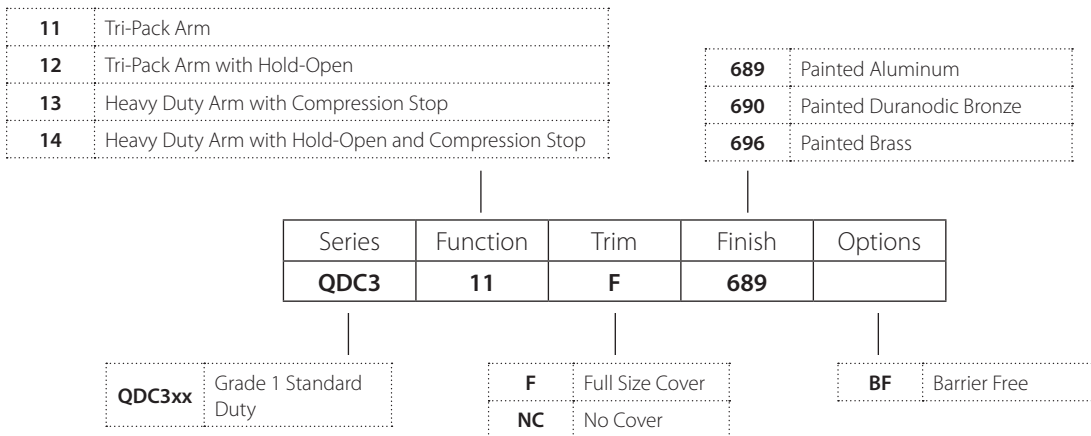 11 Tri-Pack Arm
12 Tri-Pack Arm with Hold-Open
13 Heavy Duty Arm with Compression Stop
14 Heavy Duty Arm with Hold-Open and Compression Stop
689 Painted Aluminum
690 Painted Duranodic Bronze
696 Painted Brass
Series Function Trim Finish Options
QDC3 11 F 689
QDC3xx Grade 1 Standard
Duty
F Full Size Cover
NC No Cover
BF Barrier Free